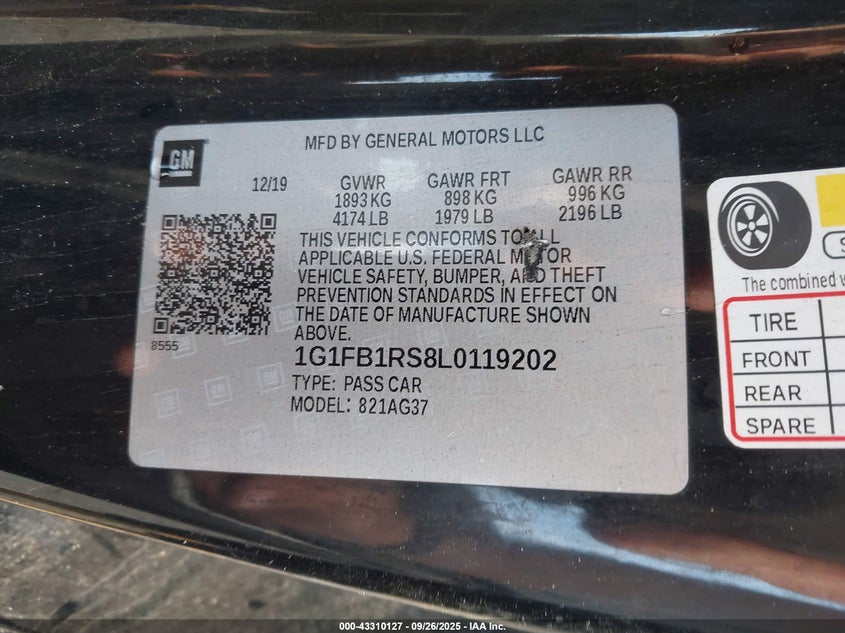 MFD BY GENERAL MOTORS LLC
GM
12/19 GVWR GAWR FRT GAWR RR
1893 KG 898 KG 996 KG
4174 LB 1979 LB 2196 LB
THIS VEHICLE CONFORMS TO ALL
APPLICABLE U.S. FEDERAL MOTOR
VEHICLE SAFETY, BUMPER, AND THEFT
PREVENTION STANDARDS IN EFFECT ON
THE DATE OF MANUFACTURE SHOWN
ABOVE.
8555
1G1FB1RS8L0119202
TYPE: PASS CAR
MODEL: 821AG37
The combined
TIRE
FRONT
REAR
SPARE
000-43310127 - 09/26/2025 - IAA Inc.